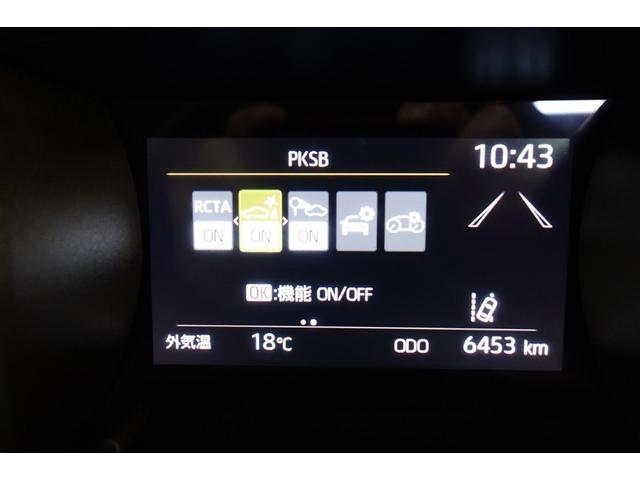 PKSB
10:43
RCTA
ON ON ON
OK:機能 ON/OFF
外気温 18℃ ODO 6453 km